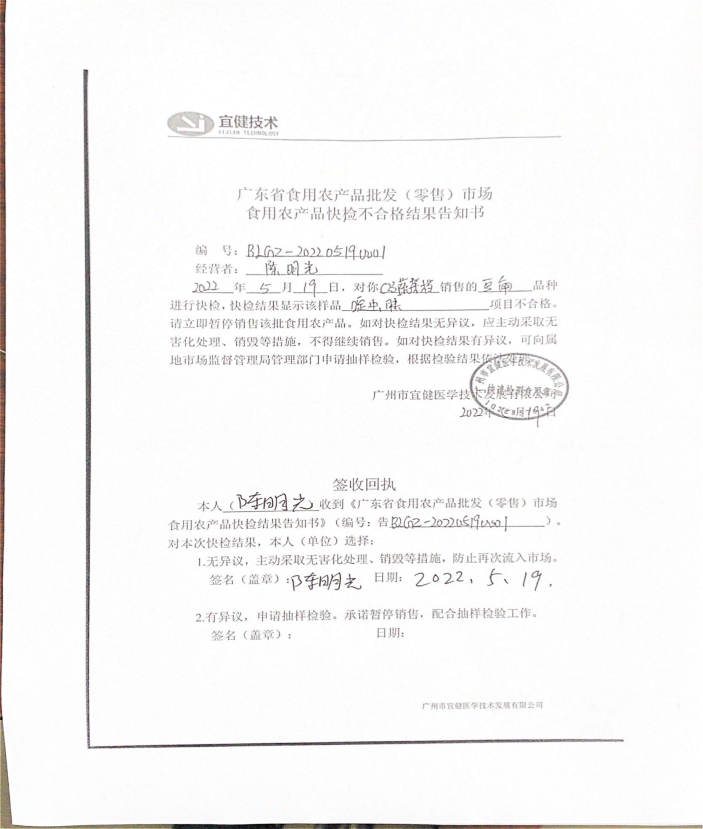 宜健技术
YIJIAN TECHNOLOGY
广东省食用农产品批发（零售）市场
食用农产品快检不合格结果告知书
编 号：BLGZ-202205190001
经营者：陈明光
2022 年 5 月 19 日，对你 蔬菜档 销售的 豆角 品种
进行快检，快检结果显示该样品 啶虫脒 项目不合格。
请立即暂停销售该批食用农产品。如对快检结果无异议，应主动采取无
害化处理、销毁等措施，不得继续销售。如对快检结果有异议，可向属
地市场监督管理局管理部门申请抽样检验，根据检验结果依法
广州市宜健医学技术发展有限公司
2022年
签收回执
本人（陈明光 收到《广东省食用农产品批发（零售）市场
食用农产品快检结果告知书》（编号：告BLGZ-202205190001）。
对本次快检结果，本人（单位）选择：
1.无异议，主动采取无害化处理、销毁等措施，防止再次流入市场。
签名（盖章）：陈明光 日期：2022.5.19.
2.有异议，申请抽样检验。承诺暂停销售，配合抽样检验工作。
签名（盖章）： 日期：
广州市宜健医学技术发展有限公司